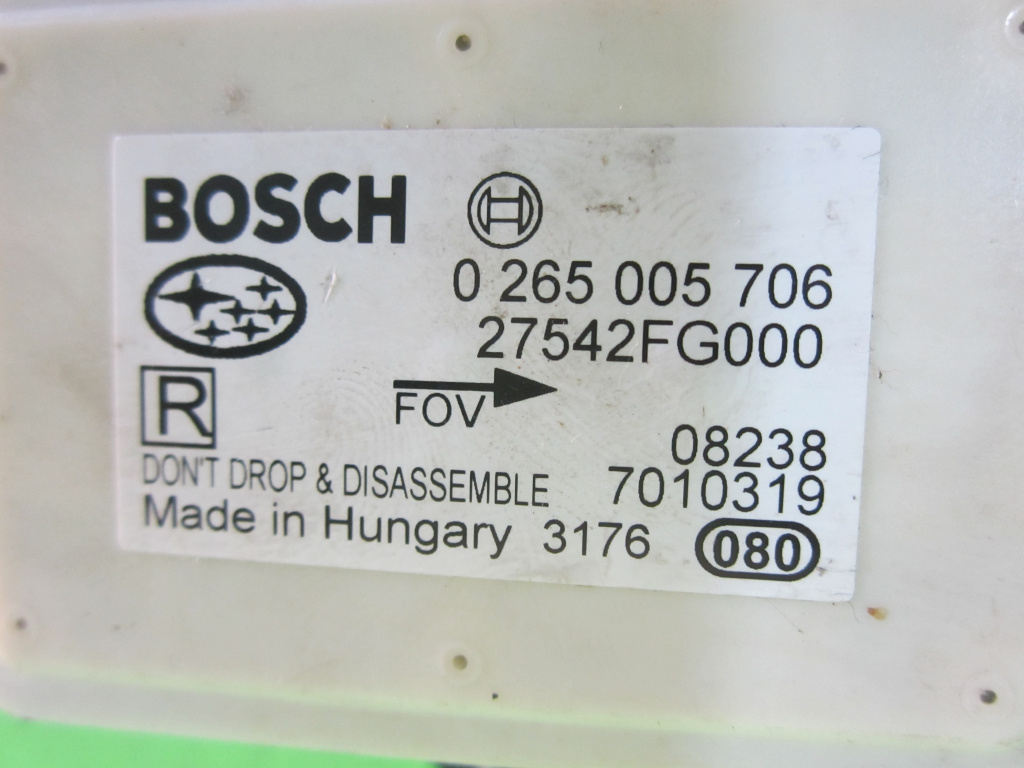 BOSCH
0 265 005 706
27542FG000
R
FOV
08238
DON'T DROP & DISASSEMBLE 7010319
Made in Hungary 3176 080